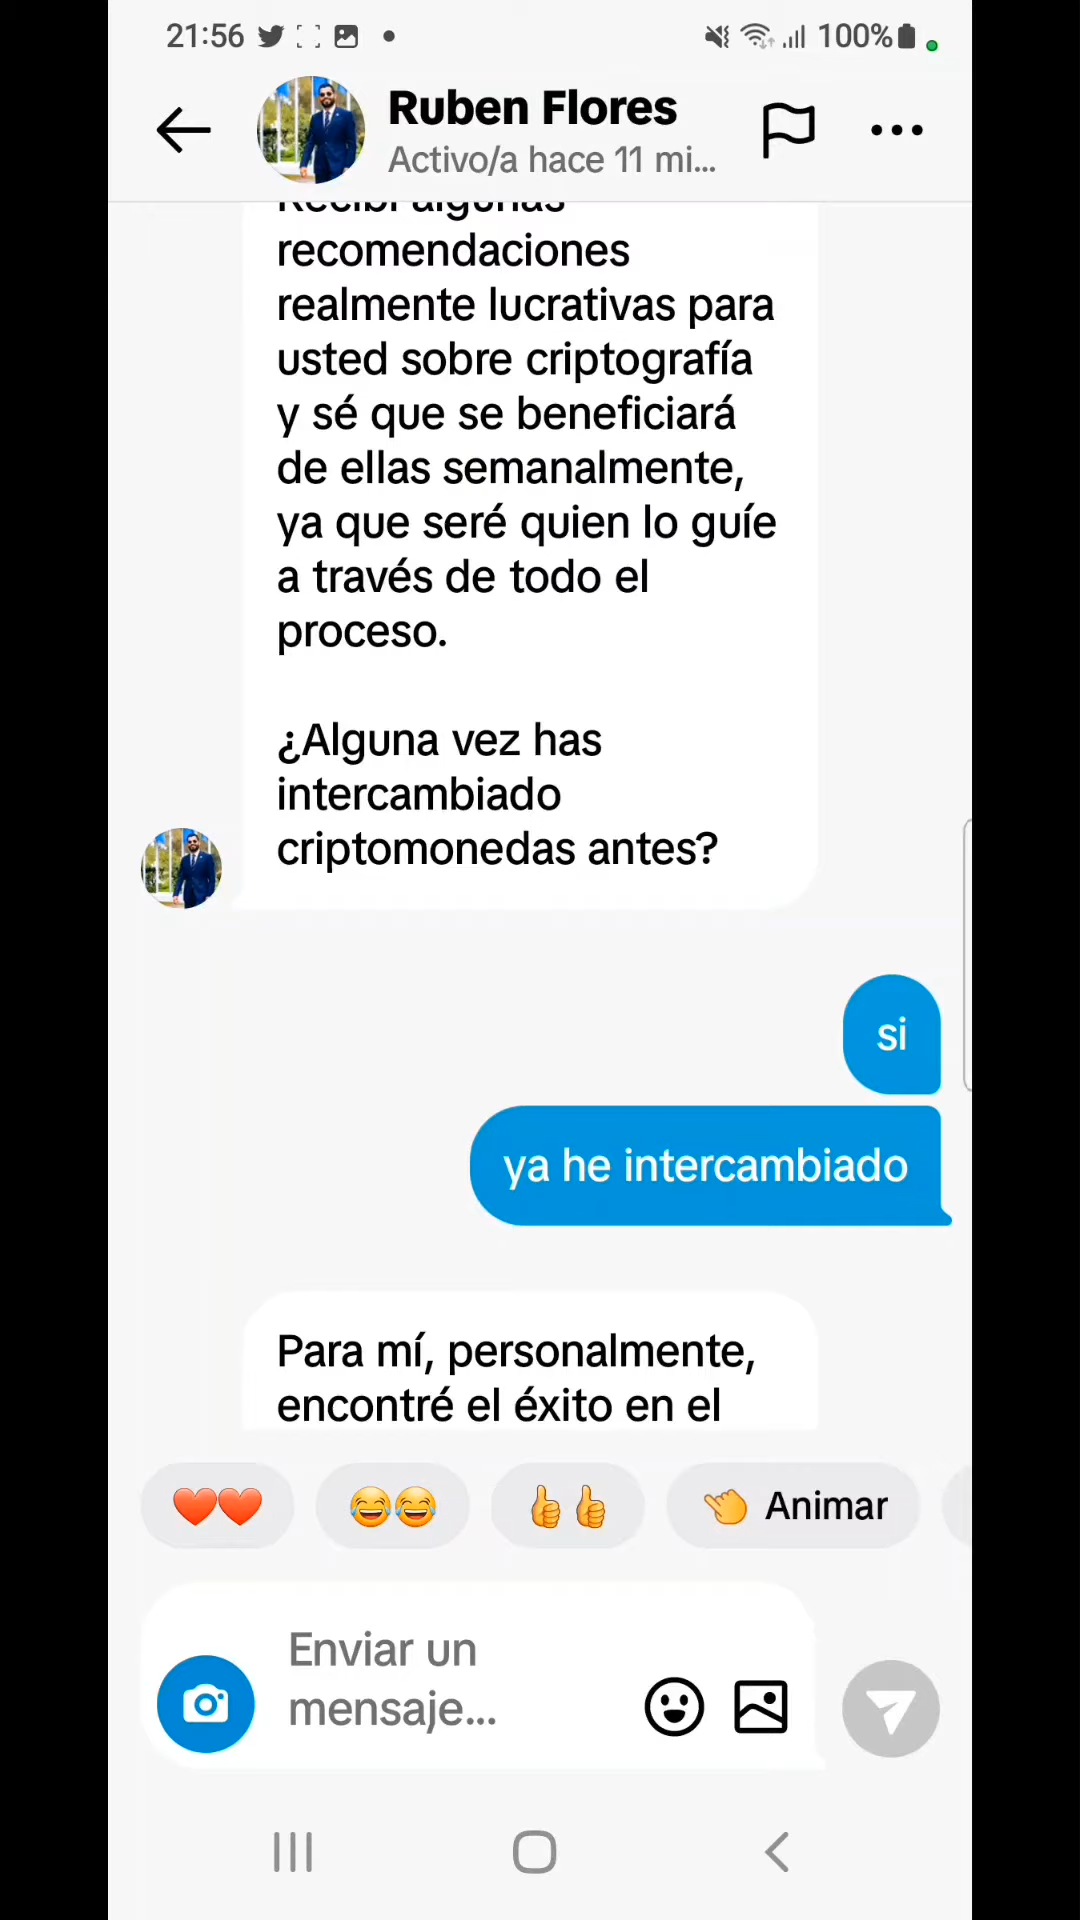 21:56
100%
Ruben Flores
Activo/a hace 11 mi...
Recibí algunas
recomendaciones
realmente lucrativas para
usted sobre criptografía
y sé que se beneficiará
de ellas semanalmente,
ya que seré quien lo guíe
a través de todo el
proceso.
¿Alguna vez has
intercambiado
criptomonedas antes?
si
ya he intercambiado
Para mí, personalmente,
encontré el éxito en el
Animar
Enviar un
mensaje...